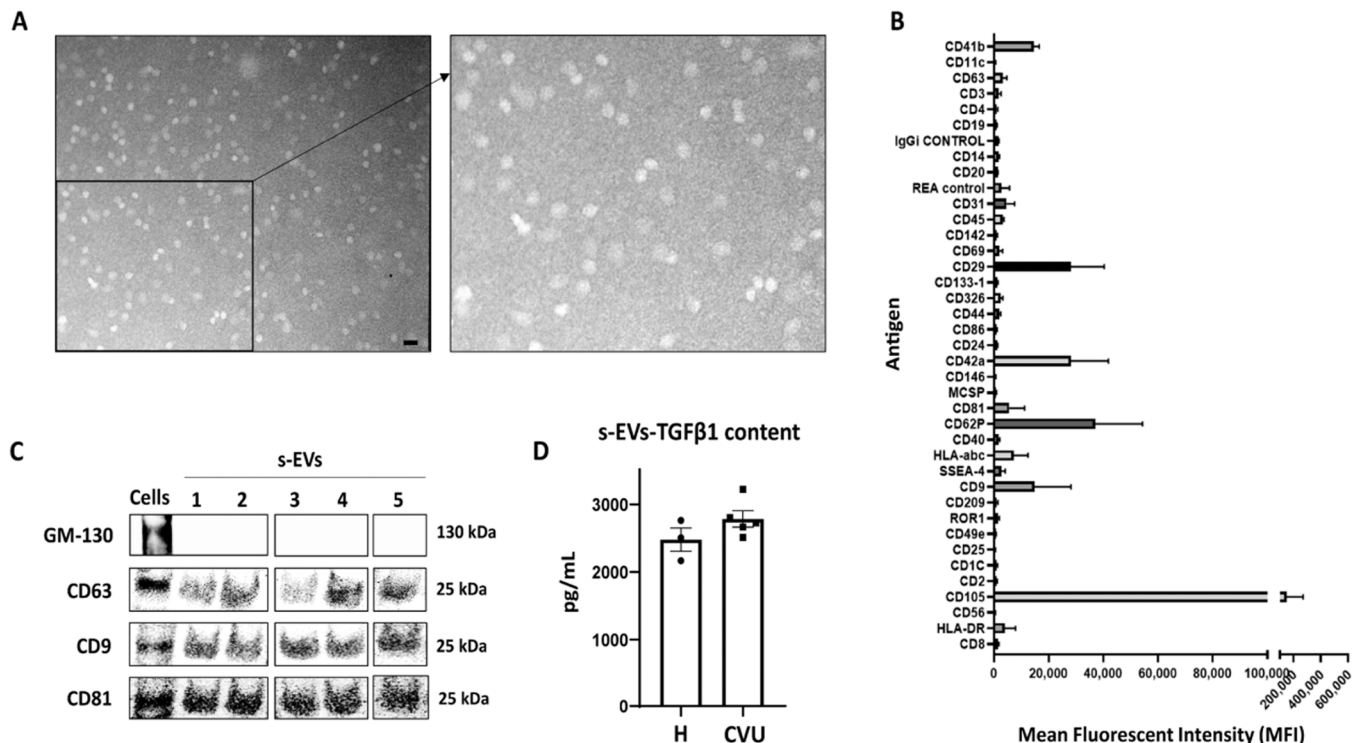 A
B
CD41b
CD11c
CD63
CD3
CD4
CD19
IgGi CONTROL
CD14
CD20
REA control
CD31
CD45
CD142
CD69
CD29
CD133-1
CD326
CD44
CD86
CD24
CD42a
CD146
MCSP
CD81
CD62P
CD40
HLA-abc
SSEA-4
CD9
CD209
ROR1
CD49e
CD25
CD1C
CD2
CD105
CD56
HLA-DR
CD8
Antigen
0
20,000
40,000
60,000
80,000
100,000
200,000
400,000
600,000
Mean Fluorescent Intensity (MFI)
C
s-EVs
Cells 1 2 3 4 5
GM-130 130 kDa
CD63 25 kDa
CD9 25 kDa
CD81 25 kDa
D
s-EVs-TGFβ1 content
pg/mL
3000
2000
1000
0
H CVU